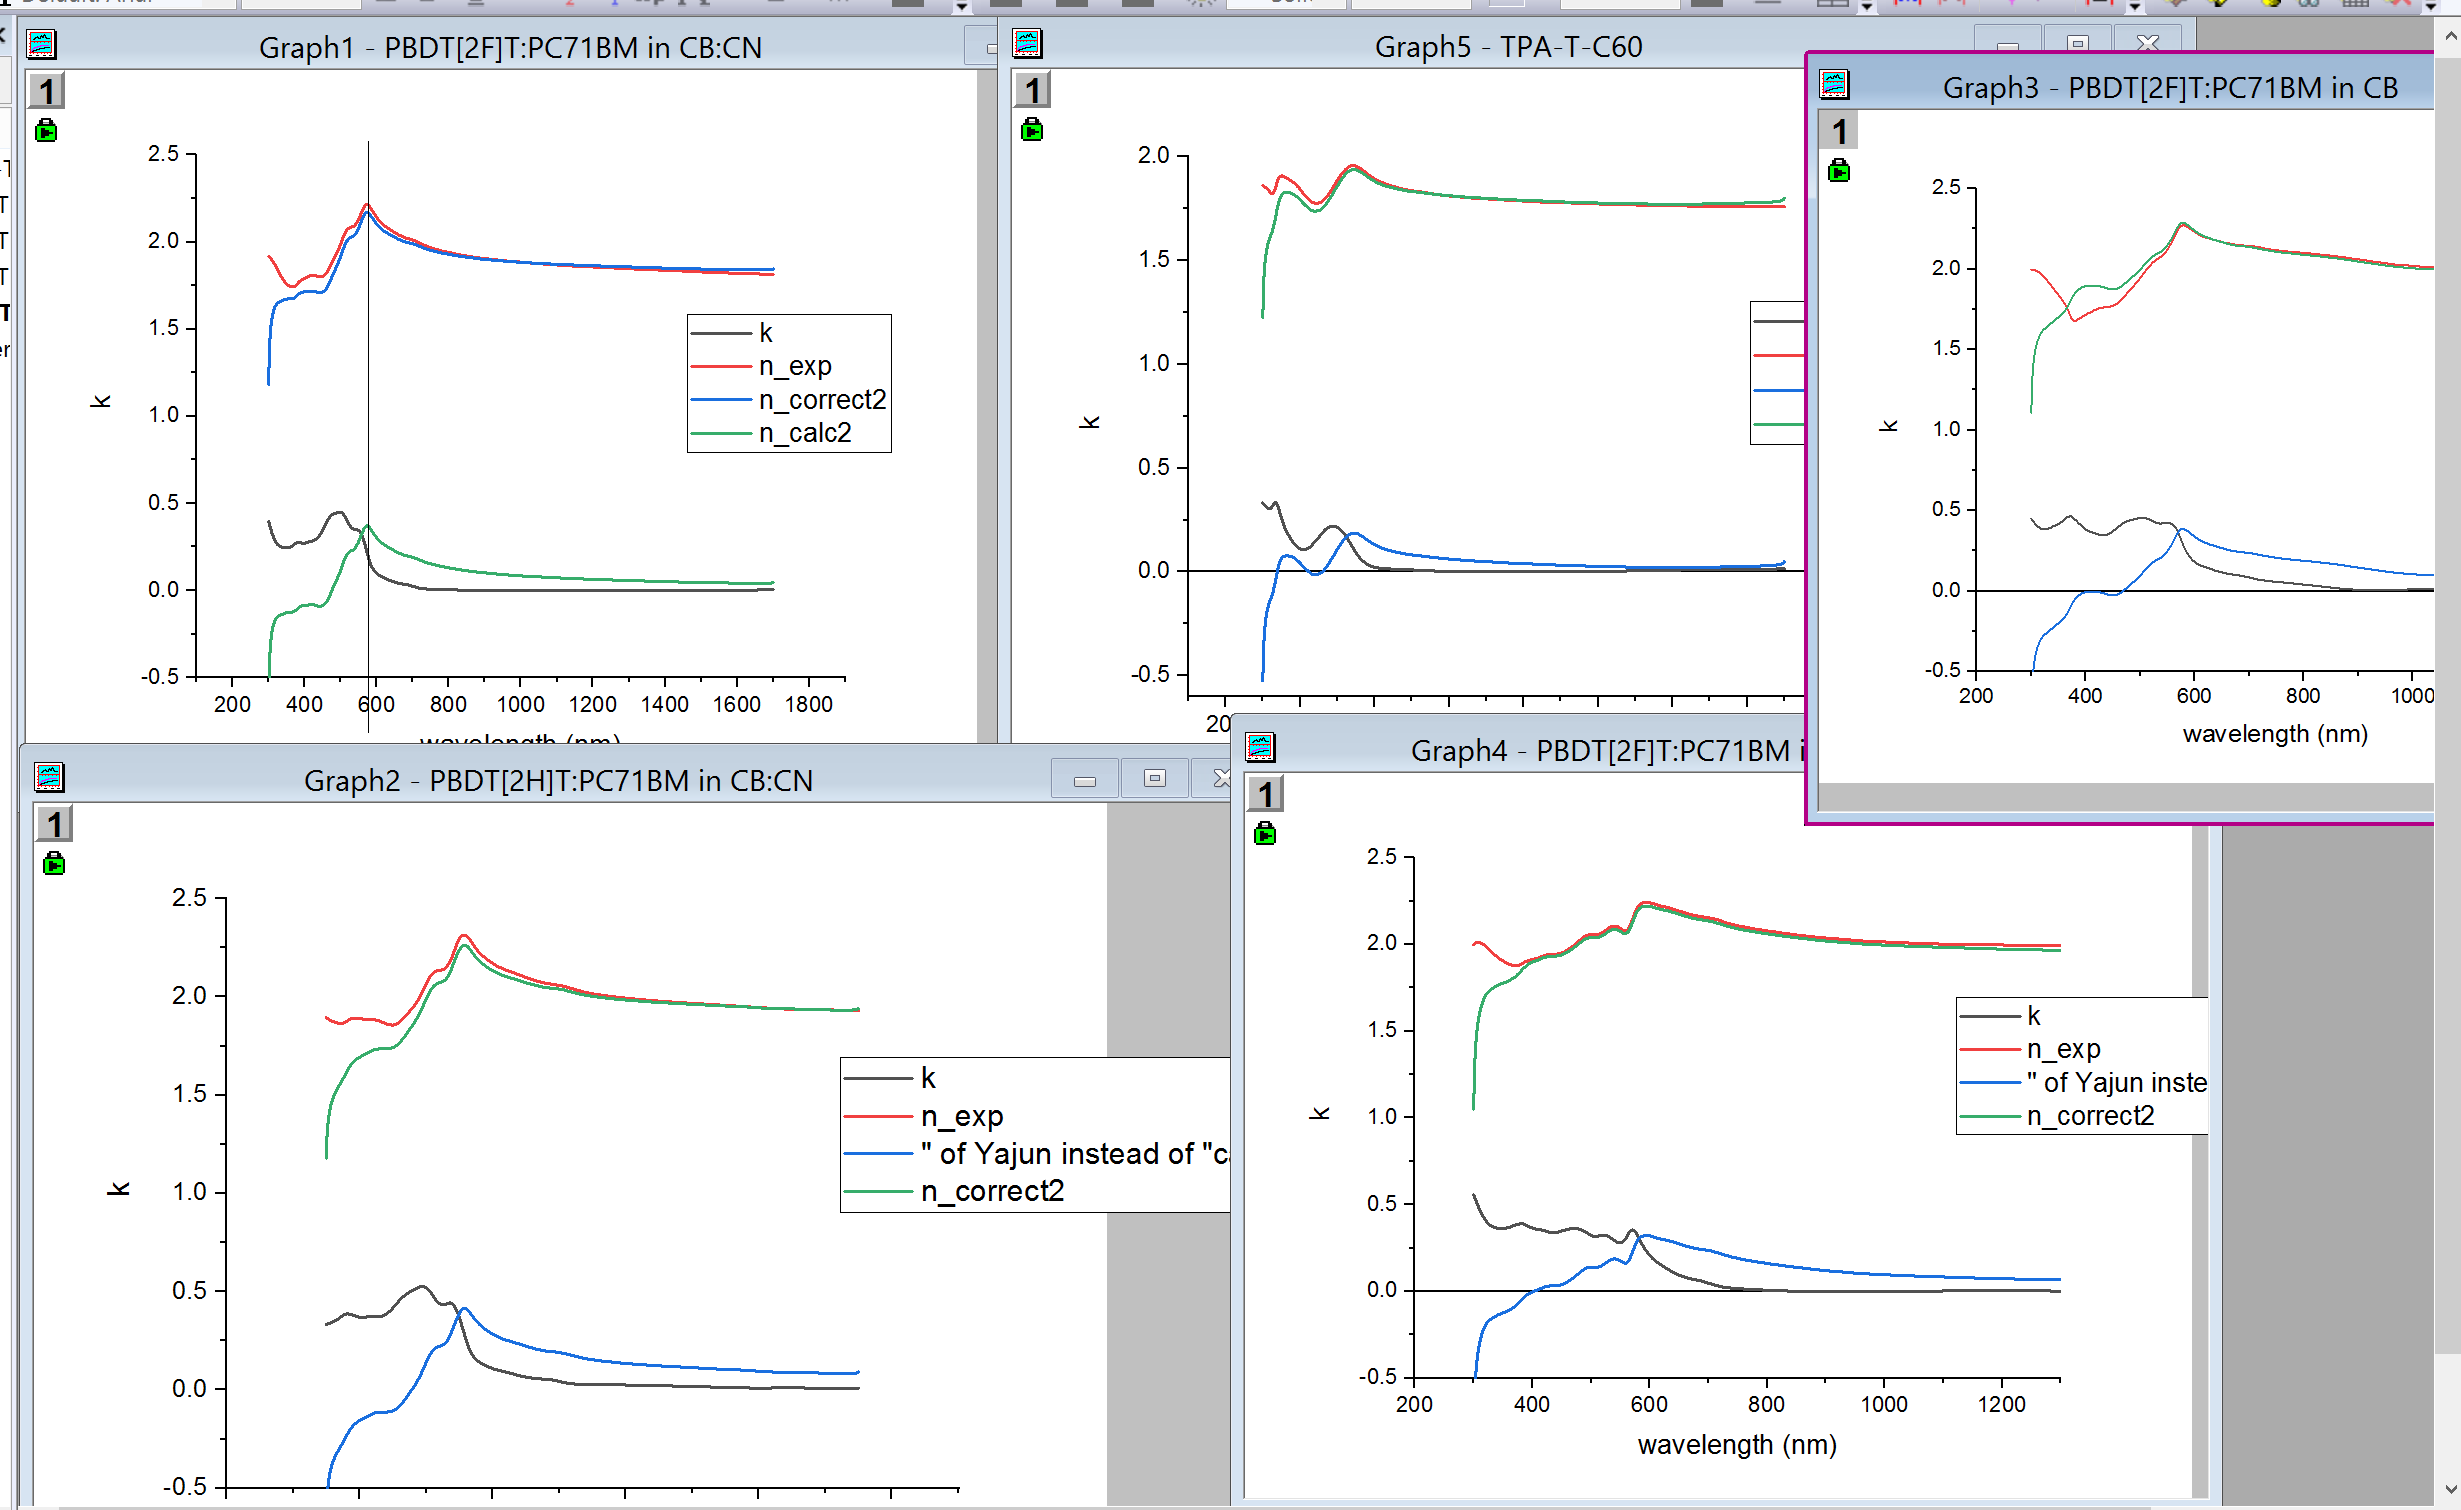 Graph1 - PBDT[2F]T:PC71BM in CB:CN
1
2.5
2.0
1.5
1.0
0.5
0.0
-0.5
k
200 400 600 800 1000 1200 1400 1600 1800
k
n_exp
n_correct2
n_calc2
Graph5 - TPA-T-C60
1
2.0
1.5
1.0
0.5
0.0
-0.5
k
20
Graph3 - PBDT[2F]T:PC71BM in CB
1
2.5
2.0
1.5
1.0
0.5
0.0
-0.5
k
200 400 600 800 1000
wavelength (nm)
Graph2 - PBDT[2H]T:PC71BM in CB:CN
1
2.5
2.0
1.5
1.0
0.5
0.0
-0.5
k
k
n_exp
" of Yajun instead of "c
n_correct2
Graph4 - PBDT[2F]T:PC71BM i
1
2.5
2.0
1.5
1.0
0.5
0.0
-0.5
k
200 400 600 800 1000 1200
wavelength (nm)
k
n_exp
" of Yajun inste
n_correct2